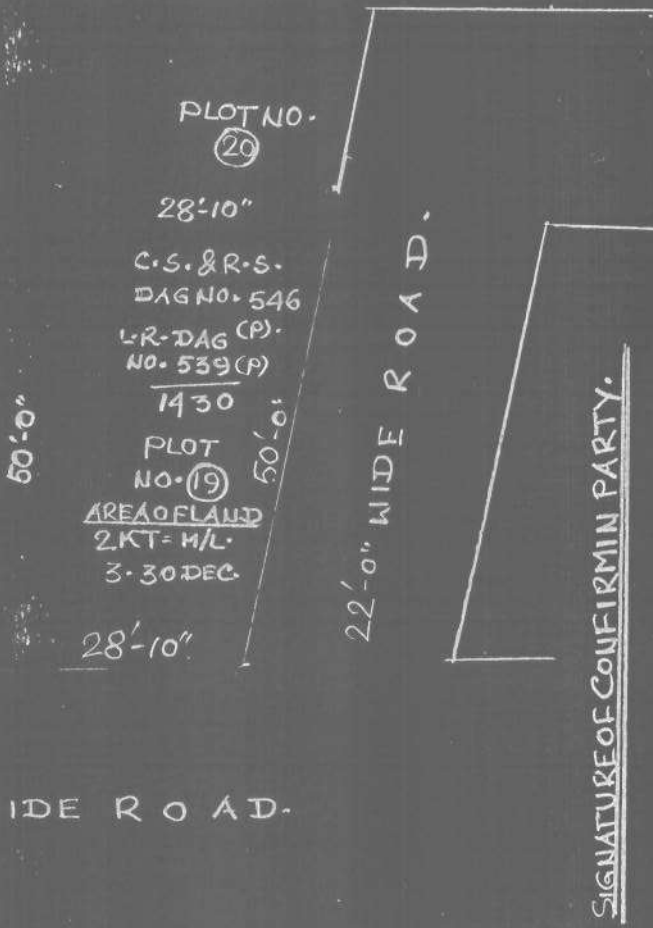 PLOT NO.
20
28'-10"
C.S. & R.S.
DAG NO. 546
L.R-DAG (P).
NO. 539(P)
1430
50'-0"
50'-0"
PLOT
NO. 19
AREA OF LAND
2 KT= M/L.
3.30 DEC.
28'-10"
22'-0" WIDE ROAD.
IDE ROAD.
SIGNATURE OF CONFIRMIN PARTY.